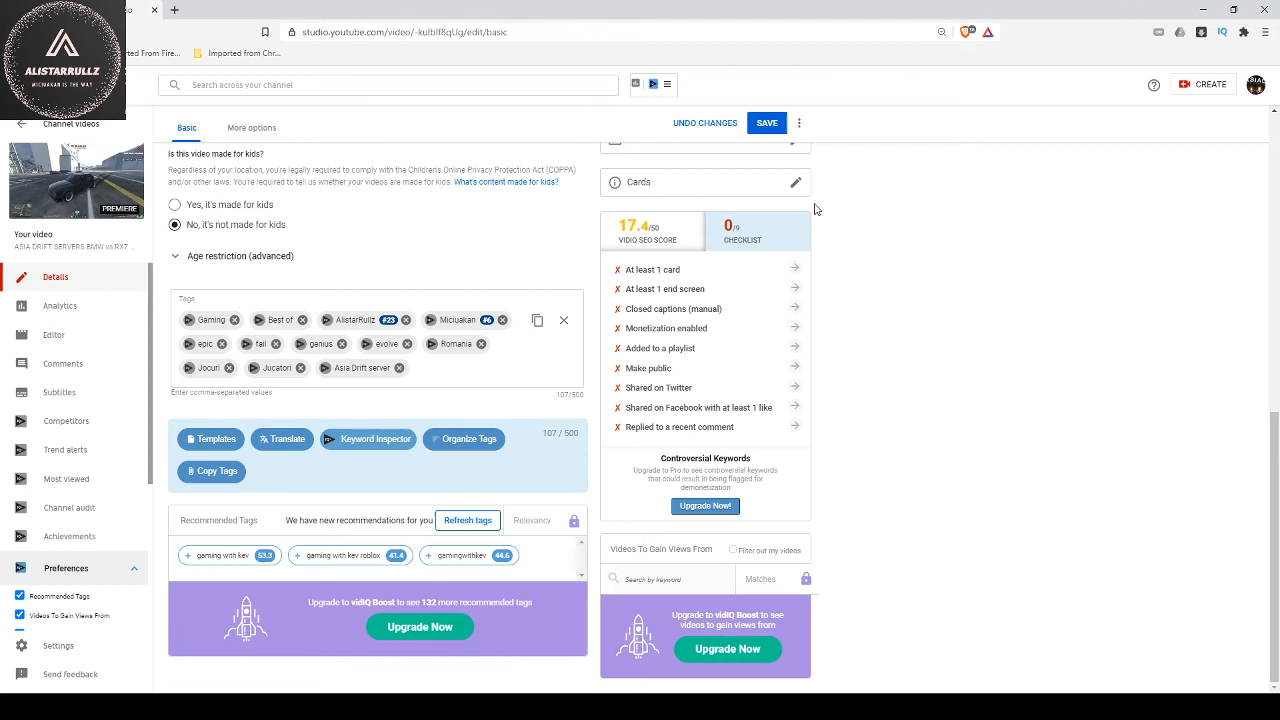 studio.youtube.com/video/-kulbIf8qUg/edit/basic
ted From Fire...
Imported from Chr...
IQ
ALISTARRULLZ
MICIUAKAN IS THE WAY
Search across your channel
CREATE
Channel videos
PREMIERE
Your video
ASIA DRIFT SERVERS BMW vs RX7 ...
Details
Analytics
Editor
Comments
Subtitles
Competitors
Trend alerts
Most viewed
Channel audit
Achievements
Preferences
Recommended Tags
Videos To Gain Views From
Settings
Send feedback
Basic
More options
UNDO CHANGES
SAVE
Is this video made for kids?
Regardless of your location, you're legally required to comply with the Children's Online Privacy Protection Act (COPPA)
and/or other laws. You're required to tell us whether your videos are made for kids. What's content made for kids?
Yes, it's made for kids
No, it's not made for kids
Age restriction (advanced)
Tags
Gaming Best of AlistarRullz #23 Miciuakan #6
epic fail genius evolve Romania
Jocuri Jucatori Asia Drift server
Enter comma-separated values
107/500
Templates Translate Keyword Inspector Organize Tags
107 / 500
Copy Tags
Recommended Tags We have new recommendations for you Refresh tags Relevancy
+ gaming with kev 53.3 + gaming with kev roblox 41.4 + gamingwithkev 44.6
Upgrade to vidIQ Boost to see 132 more recommended tags
Upgrade Now
Cards
17.4/50
VIDIQ SEO SCORE
0/9
CHECKLIST
✗ At least 1 card
✗ At least 1 end screen
✗ Closed captions (manual)
✗ Monetization enabled
✗ Added to a playlist
✗ Make public
✗ Shared on Twitter
✗ Shared on Facebook with at least 1 like
✗ Replied to a recent comment
Controversial Keywords
Upgrade to Pro to see controversial keywords
that could result in being flagged for
demonetization
Upgrade Now!
Videos To Gain Views From
Filter out my videos
Search by keyword
Matches
Upgrade to vidIQ Boost to see
videos to gain views from
Upgrade Now